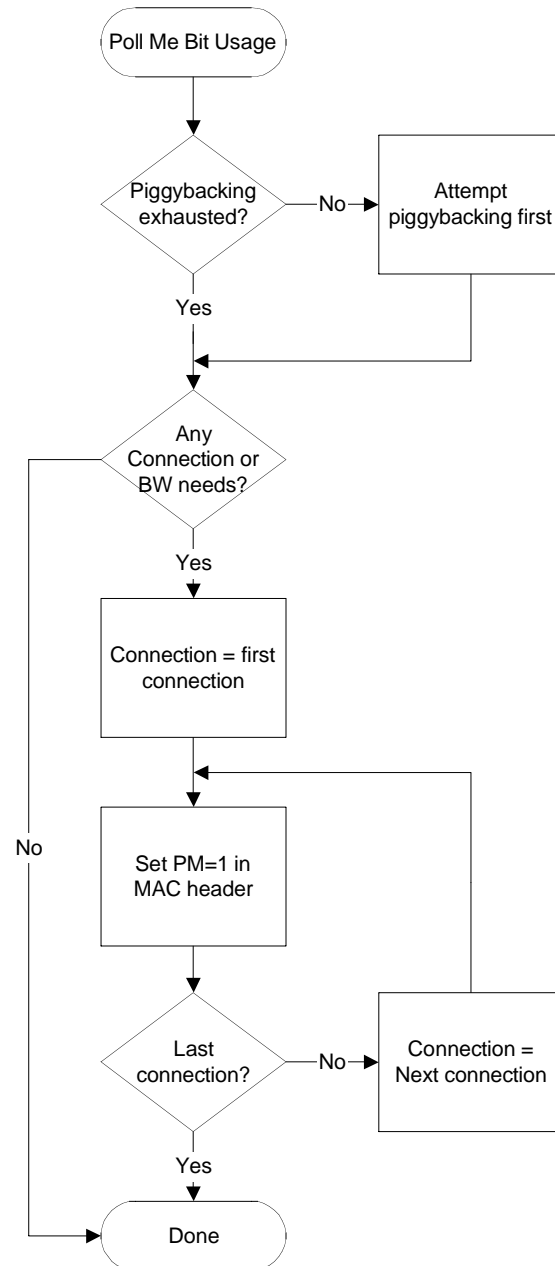 Poll Me Bit Usage
Piggybacking
exhausted?
No
Attempt
piggybacking first
Yes
Any
Connection or
BW needs?
Yes
Connection = first
connection
No
Set PM=1 in
MAC header
Last
connection?
No
Connection =
Next connection
Yes
Done